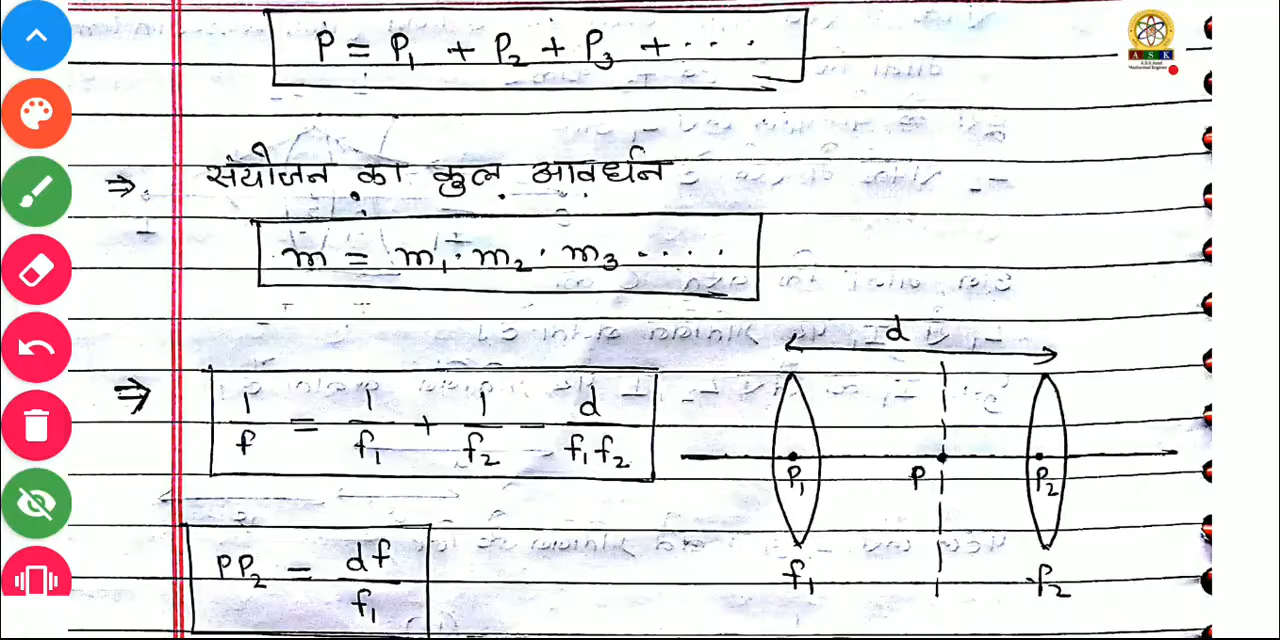 P = P₁ + P₂ + P₃ + ....
⇒ संयोजन का कुल आवर्धन
m = m₁ . m₂ . m₃ .....
⇒ 1/f = 1/f₁ + 1/f₂ - d/f₁f₂
PP₂ = df/f₁
d
P₁ P P₂
f₁ f₂
A S K